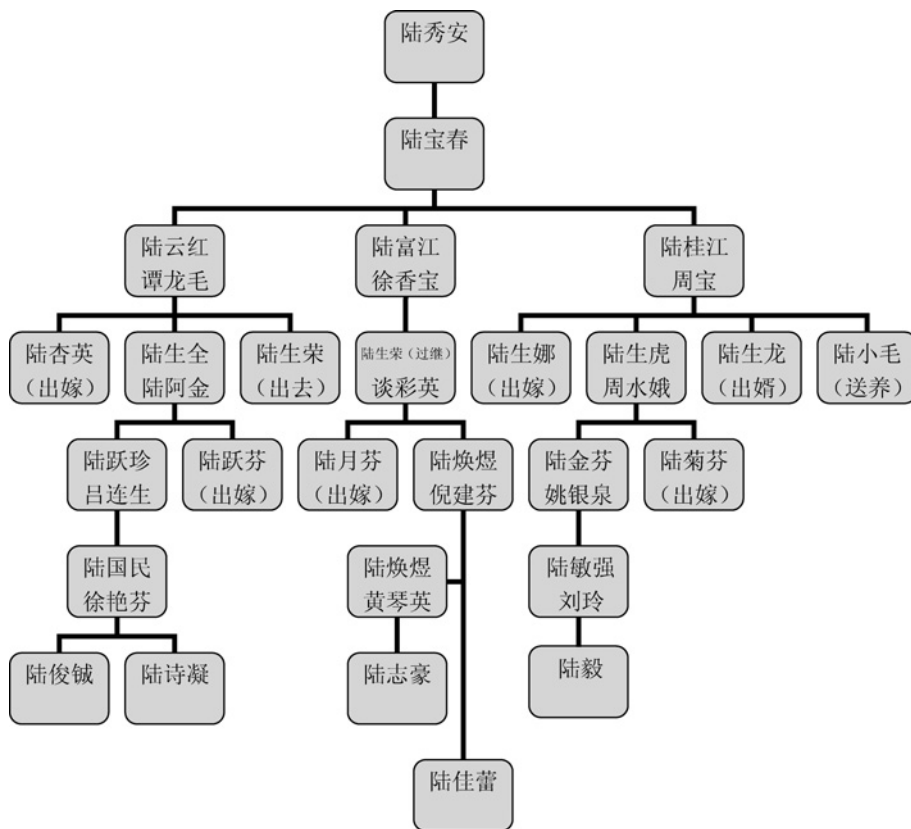 陆秀安
陆宝春
陆云红
谭龙毛
陆富江
徐香宝
陆桂江
周宝
陆杏英
（出嫁）
陆生全
陆阿金
陆生荣
（出去）
陆生荣（过继）
谈彩英
陆生娜
（出嫁）
陆生虎
周水娥
陆生龙
（出婿）
陆小毛
（送养）
陆跃珍
吕连生
陆跃芬
（出嫁）
陆月芬
（出嫁）
陆焕煜
倪建芬
陆金芬
姚银泉
陆菊芬
（出嫁）
陆国民
徐艳芬
陆焕煜
黄琴英
陆敏强
刘玲
陆俊铖
陆诗凝
陆志豪
陆毅
陆佳蕾